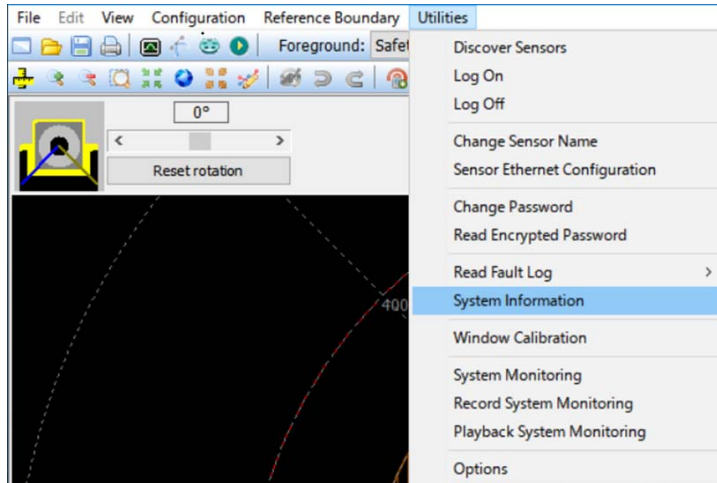 File Edit View Configuration Reference Boundary Utilities
Foreground: Safet
0°
Reset rotation
400
Discover Sensors
Log On
Log Off
Change Sensor Name
Sensor Ethernet Configuration
Change Password
Read Encrypted Password
Read Fault Log
System Information
Window Calibration
System Monitoring
Record System Monitoring
Playback System Monitoring
Options